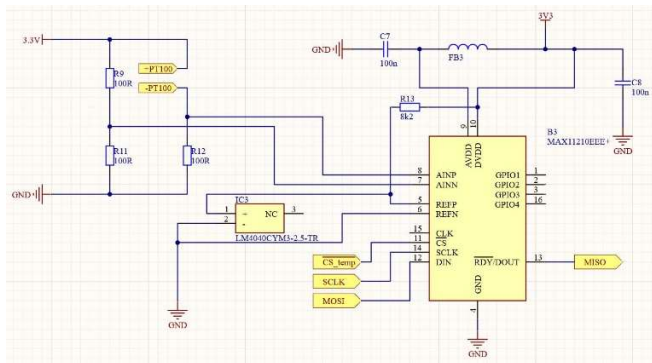 3V3
C7
3.3V
GND
100n
FB3
C8
100n
+PT100
R9
100R
-PT100
R13
8k2
GND
9
10
B3
MAX11210EEE+
AVDD
DVDD
R11
100R
R12
100R
8
AINP
GPIO1
1
7
AINN
GPIO2
2
GPIO3
3
5
REFP
GPIO4
16
6
REFN
GND
IC3
1
+
NC
3
2
-
LM4040CYM3-2.5-TR
15
CLK
11
CS
14
SCLK
12
DIN
RDY/DOUT
13
MISO
CS_temp
SCLK
MOSI
GND
4
GND
GND